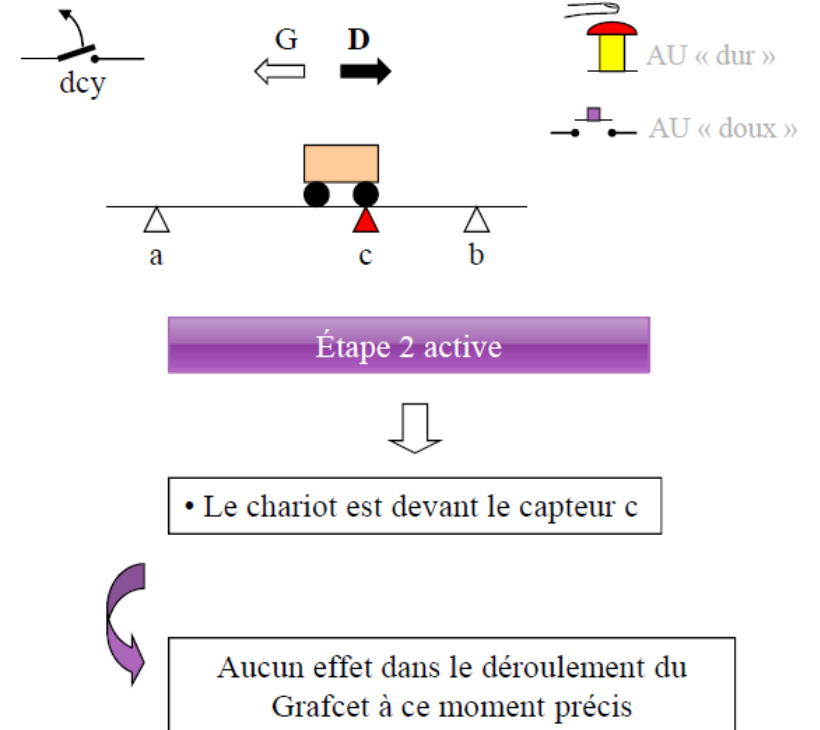 G D
AU « dur »
dcy
AU « doux »
a c b
Étape 2 active
• Le chariot est devant le capteur c
Aucun effet dans le déroulement du
Grafcet à ce moment précis